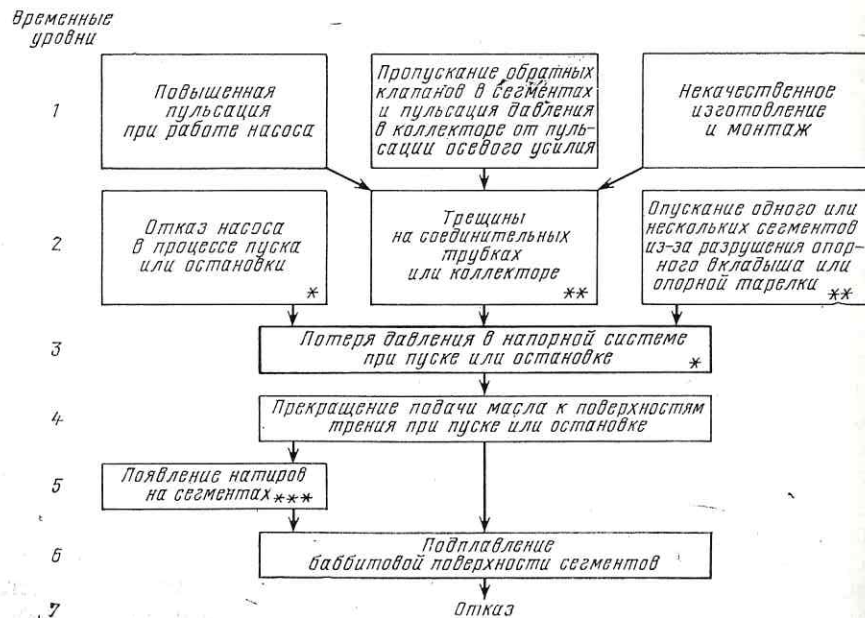 Временные
уровни
1
Повышенная
пульсация
при работе насоса
Пропускание обратных
клапанов в сегментах
и пульсация давления
в коллекторе от пуль-
сации осевого усилия
Некачественное
изготовление
и монтаж
2
Отказ насоса
в процессе пуска
или остановки
*
Трещины
на соединительных
трубках
или коллекторе
**
Опускание одного или
нескольких сегментов
из-за разрушения опор-
ного вкладыша или
опорной тарелки **
3
Потеря давления в напорной системе
при пуске или остановке *
4
Прекращение подачи масла к поверхностям
трения при пуске или остановке
5
Появление натиров
на сегментах ***
6
Подплавление
баббитовой поверхности сегментов
7
Отказ